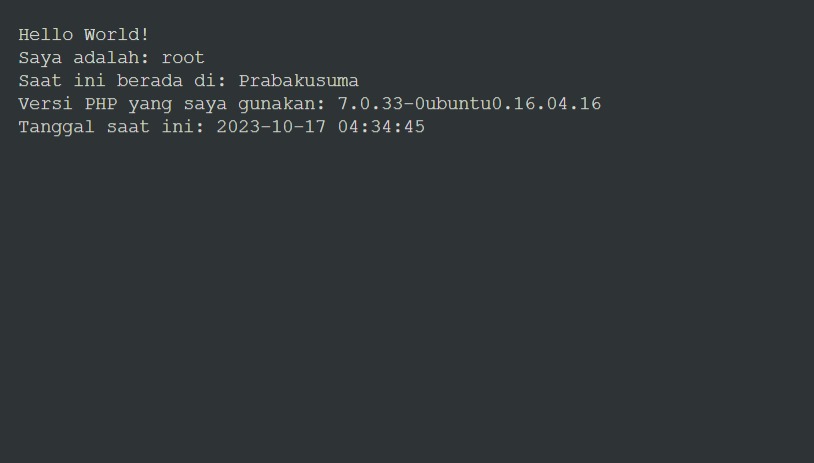 Hello World!
Saya adalah: root
Saat ini berada di: Prabakusuma
Versi PHP yang saya gunakan: 7.0.33-0ubuntu0.16.04.16
Tanggal saat ini: 2023-10-17 04:34:45